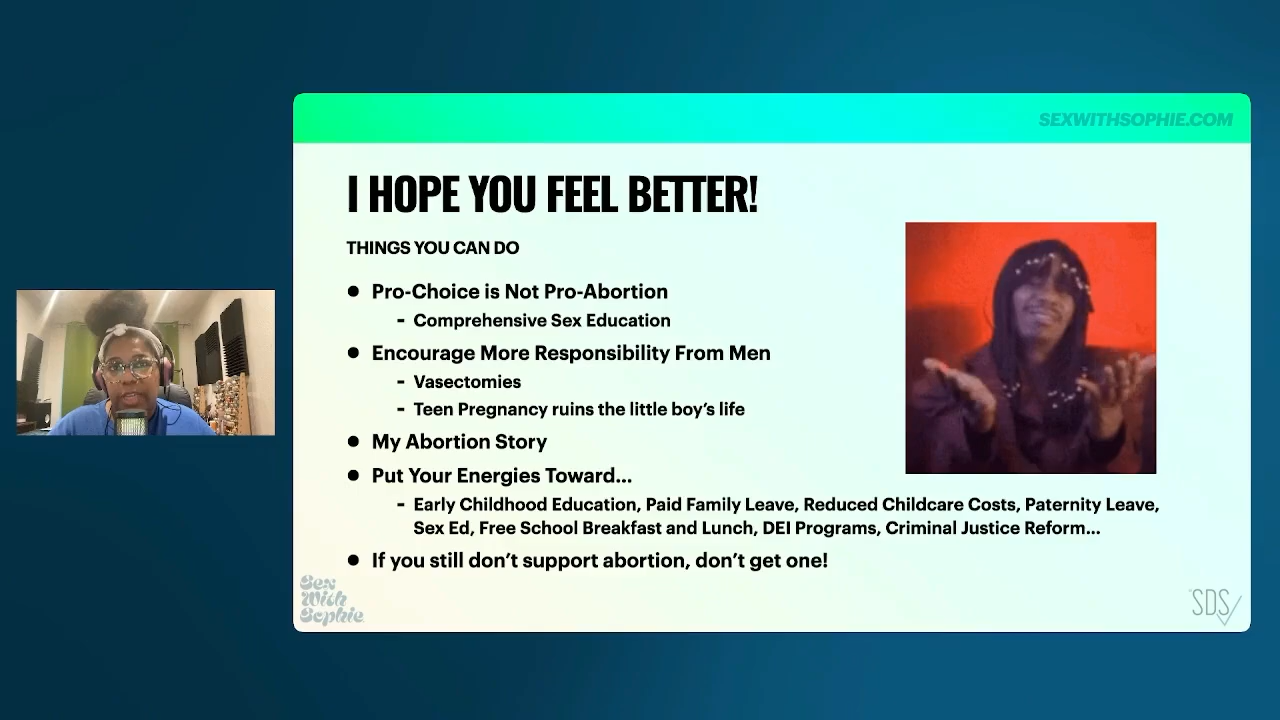 SEXWITHSOPHIE.COM
I HOPE YOU FEEL BETTER!
THINGS YOU CAN DO
● Pro-Choice is Not Pro-Abortion
- Comprehensive Sex Education
● Encourage More Responsibility From Men
- Vasectomies
- Teen Pregnancy ruins the little boy’s life
● My Abortion Story
● Put Your Energies Toward...
- Early Childhood Education, Paid Family Leave, Reduced Childcare Costs, Paternity Leave,
Sex Ed, Free School Breakfast and Lunch, DEI Programs, Criminal Justice Reform...
● If you still don’t support abortion, don’t get one!
Sex
With
Sophie
SDS